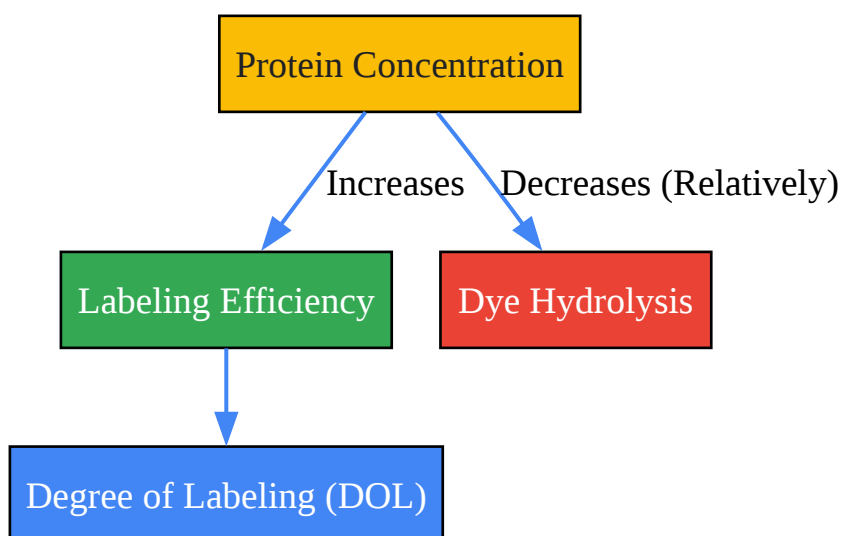 Protein Concentration
Increases
Decreases (Relatively)
Labeling Efficiency
Dye Hydrolysis
Degree of Labeling (DOL)